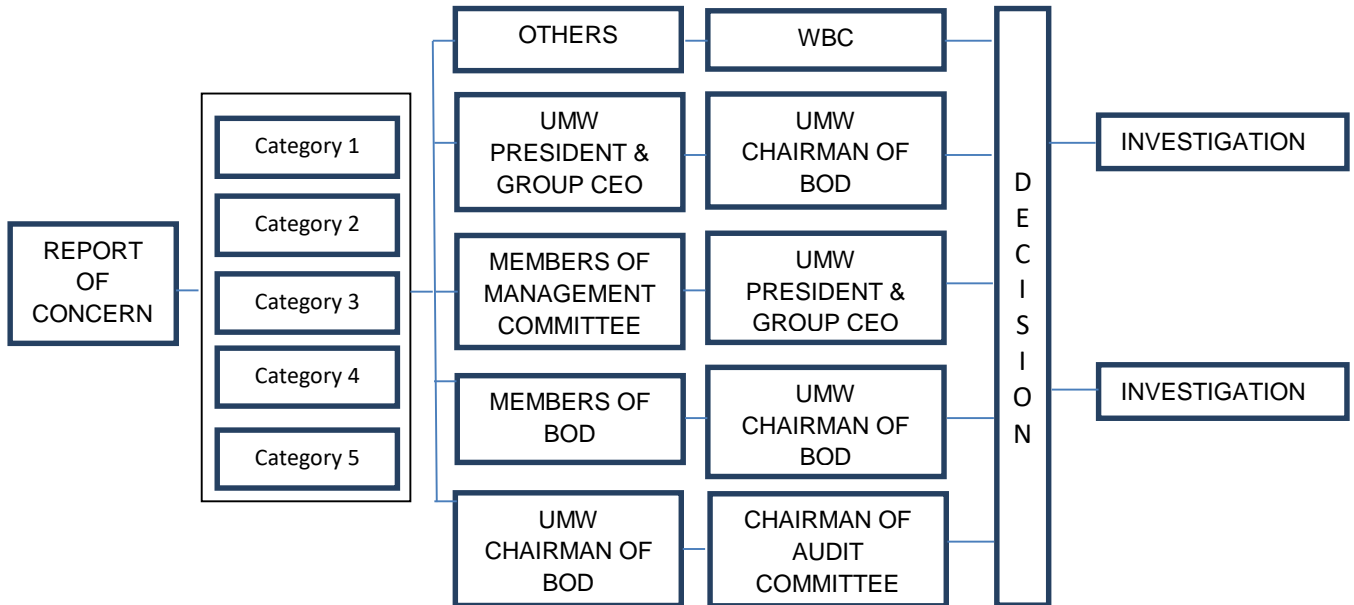 REPORT
OF
CONCERN
Category 1
Category 2
Category 3
Category 4
Category 5
OTHERS
WBC
UMW
PRESIDENT &
GROUP CEO
UMW
CHAIRMAN OF
BOD
MEMBERS OF
MANAGEMENT
COMMITTEE
UMW
PRESIDENT &
GROUP CEO
MEMBERS OF
BOD
UMW
CHAIRMAN OF
BOD
UMW
CHAIRMAN OF
BOD
CHAIRMAN OF
AUDIT
COMMITTEE
D
E
C
I
S
I
O
N
INVESTIGATION
INVESTIGATION